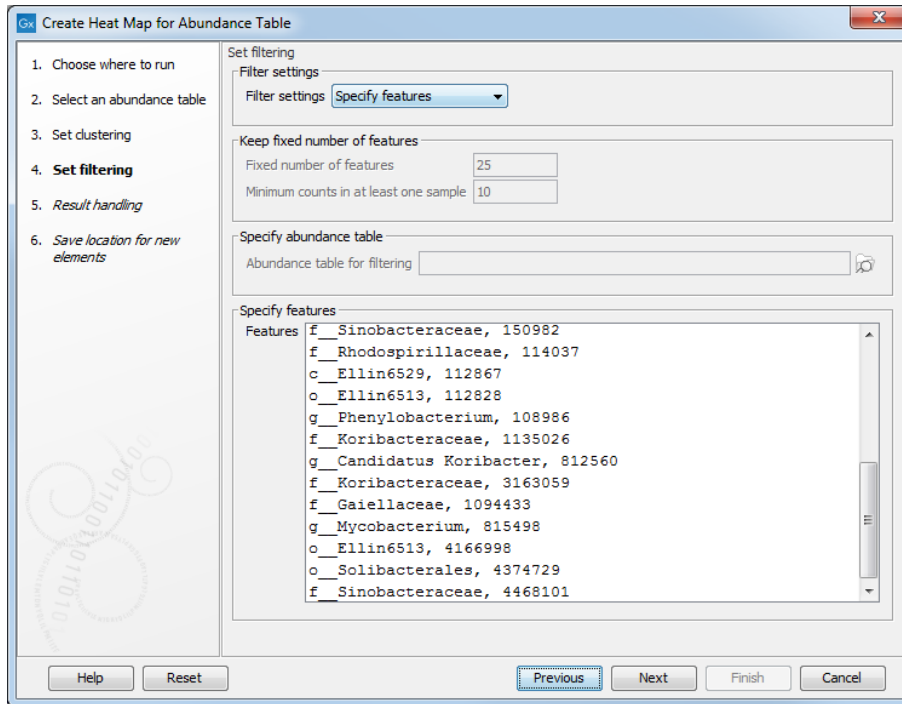 Gx Create Heat Map for Abundance Table
x
1. Choose where to run
2. Select an abundance table
3. Set clustering
4. Set filtering
5. Result handling
6. Save location for new
elements
Set filtering
Filter settings
Filter settings Specify features
Keep fixed number of features
Fixed number of features 25
Minimum counts in at least one sample 10
Specify abundance table
Abundance table for filtering
Specify features
Features f__Sinobacteraceae, 150982
f__Rhodospirillaceae, 114037
c__Ellin6529, 112867
o__Ellin6513, 112828
g__Phenylobacterium, 108986
f__Koribacteraceae, 1135026
g__Candidatus Koribacter, 812560
f__Koribacteraceae, 3163059
f__Gaiellaceae, 1094433
g__Mycobacterium, 815498
o__Ellin6513, 4166998
o__Solibacterales, 4374729
f__Sinobacteraceae, 4468101
Help Reset Previous Next Finish Cancel